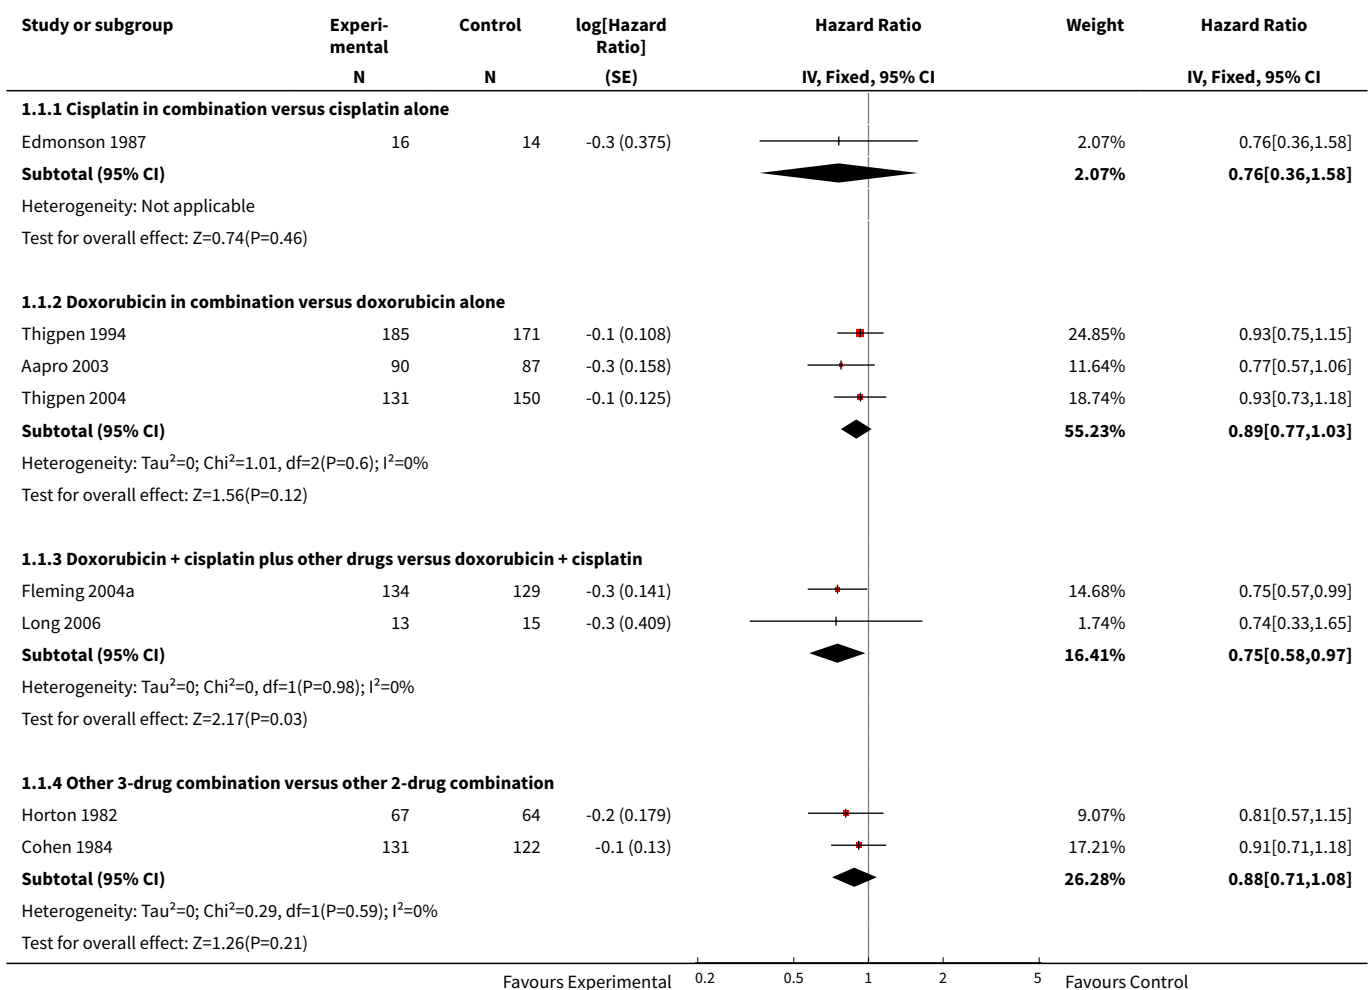 Study or subgroup Experi-mental Control log[Hazard Ratio] Hazard Ratio Weight Hazard Ratio
N N (SE) IV, Fixed, 95% CI IV, Fixed, 95% CI
1.1.1 Cisplatin in combination versus cisplatin alone
Edmonson 1987 16 14 -0.3 (0.375) 2.07% 0.76[0.36,1.58]
Subtotal (95% CI) 2.07% 0.76[0.36,1.58]
Heterogeneity: Not applicable
Test for overall effect: Z=0.74(P=0.46)
1.1.2 Doxorubicin in combination versus doxorubicin alone
Thigpen 1994 185 171 -0.1 (0.108) 24.85% 0.93[0.75,1.15]
Aapro 2003 90 87 -0.3 (0.158) 11.64% 0.77[0.57,1.06]
Thigpen 2004 131 150 -0.1 (0.125) 18.74% 0.93[0.73,1.18]
Subtotal (95% CI) 55.23% 0.89[0.77,1.03]
Heterogeneity: Tau²=0; Chi²=1.01, df=2(P=0.6); I²=0%
Test for overall effect: Z=1.56(P=0.12)
1.1.3 Doxorubicin + cisplatin plus other drugs versus doxorubicin + cisplatin
Fleming 2004a 134 129 -0.3 (0.141) 14.68% 0.75[0.57,0.99]
Long 2006 13 15 -0.3 (0.409) 1.74% 0.74[0.33,1.65]
Subtotal (95% CI) 16.41% 0.75[0.58,0.97]
Heterogeneity: Tau²=0; Chi²=0, df=1(P=0.98); I²=0%
Test for overall effect: Z=2.17(P=0.03)
1.1.4 Other 3-drug combination versus other 2-drug combination
Horton 1982 67 64 -0.2 (0.179) 9.07% 0.81[0.57,1.15]
Cohen 1984 131 122 -0.1 (0.13) 17.21% 0.91[0.71,1.18]
Subtotal (95% CI) 26.28% 0.88[0.71,1.08]
Heterogeneity: Tau²=0; Chi²=0.29, df=1(P=0.59); I²=0%
Test for overall effect: Z=1.26(P=0.21)
Favours Experimental 0.2 0.5 1 2 5 Favours Control